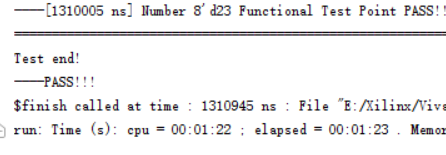 ----[1310005 ns] Number 8'd23 Functional Test Point PASS!!
==============================================================
Test end!
----PASS!!!
$finish called at time : 1310945 ns : File "E:/Xilinx/Viva
run: Time (s): cpu = 00:01:22 ; elapsed = 00:01:23 . Memor